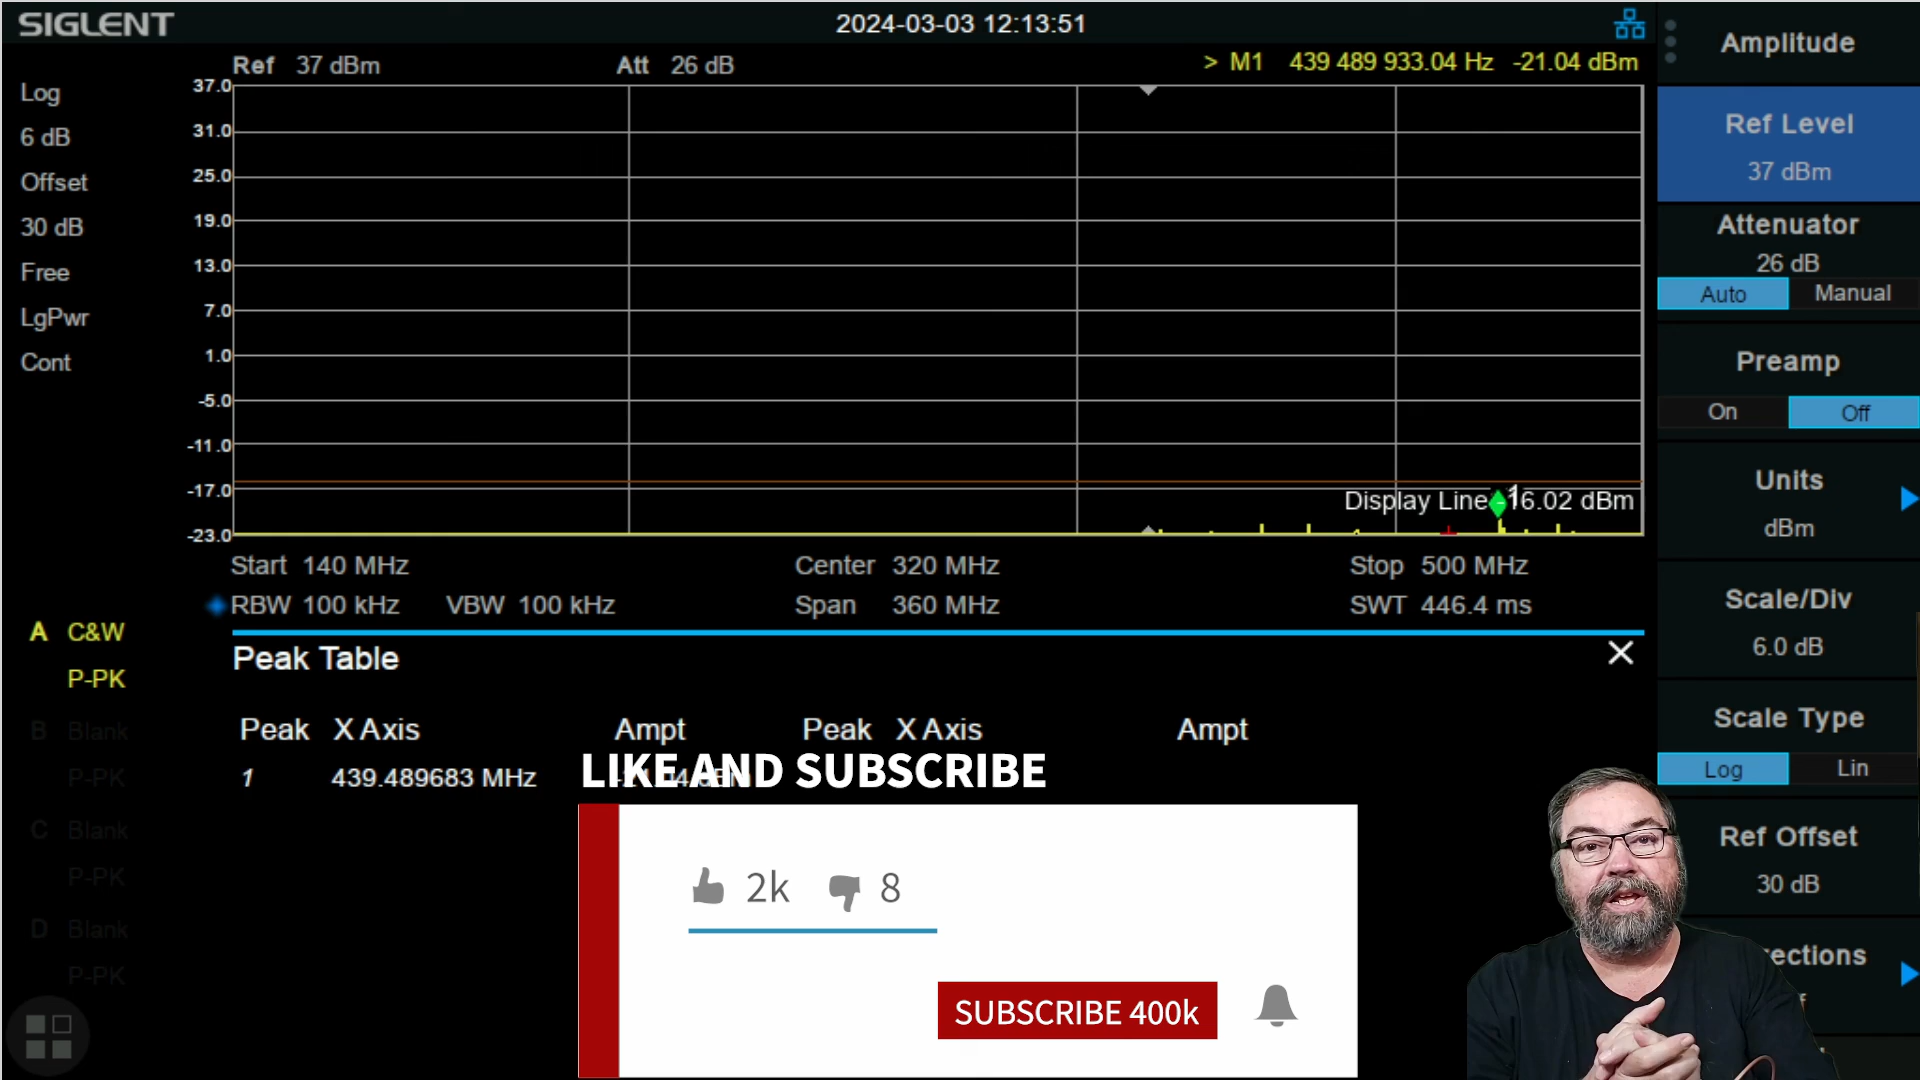 SIGLENT
2024-03-03 12:13:51
Amplitude
Ref 37 dBm Att 26 dB > M1 439 489 933.04 Hz -21.04 dBm
Log
6 dB
Offset
30 dB
Free
LgPwr
Cont
37.0
31.0
25.0
19.0
13.0
7.0
1.0
-5.0
-11.0
-17.0
-23.0
Display Line -16.02 dBm
1
Start 140 MHz Center 320 MHz Stop 500 MHz
RBW 100 kHz VBW 100 kHz Span 360 MHz SWT 446.4 ms
A C&W
P-PK
B Blank
P-PK
C Blank
P-PK
D Blank
P-PK
Peak Table
Peak X Axis Ampt Peak X Axis Ampt
1 439.489683 MHz
LIKE AND SUBSCRIBE
2k 8
SUBSCRIBE 400k
Ref Level
37 dBm
Attenuator
26 dB
Auto Manual
Preamp
On Off
Units
dBm
Scale/Div
6.0 dB
Scale Type
Log Lin
Ref Offset
30 dB
ections